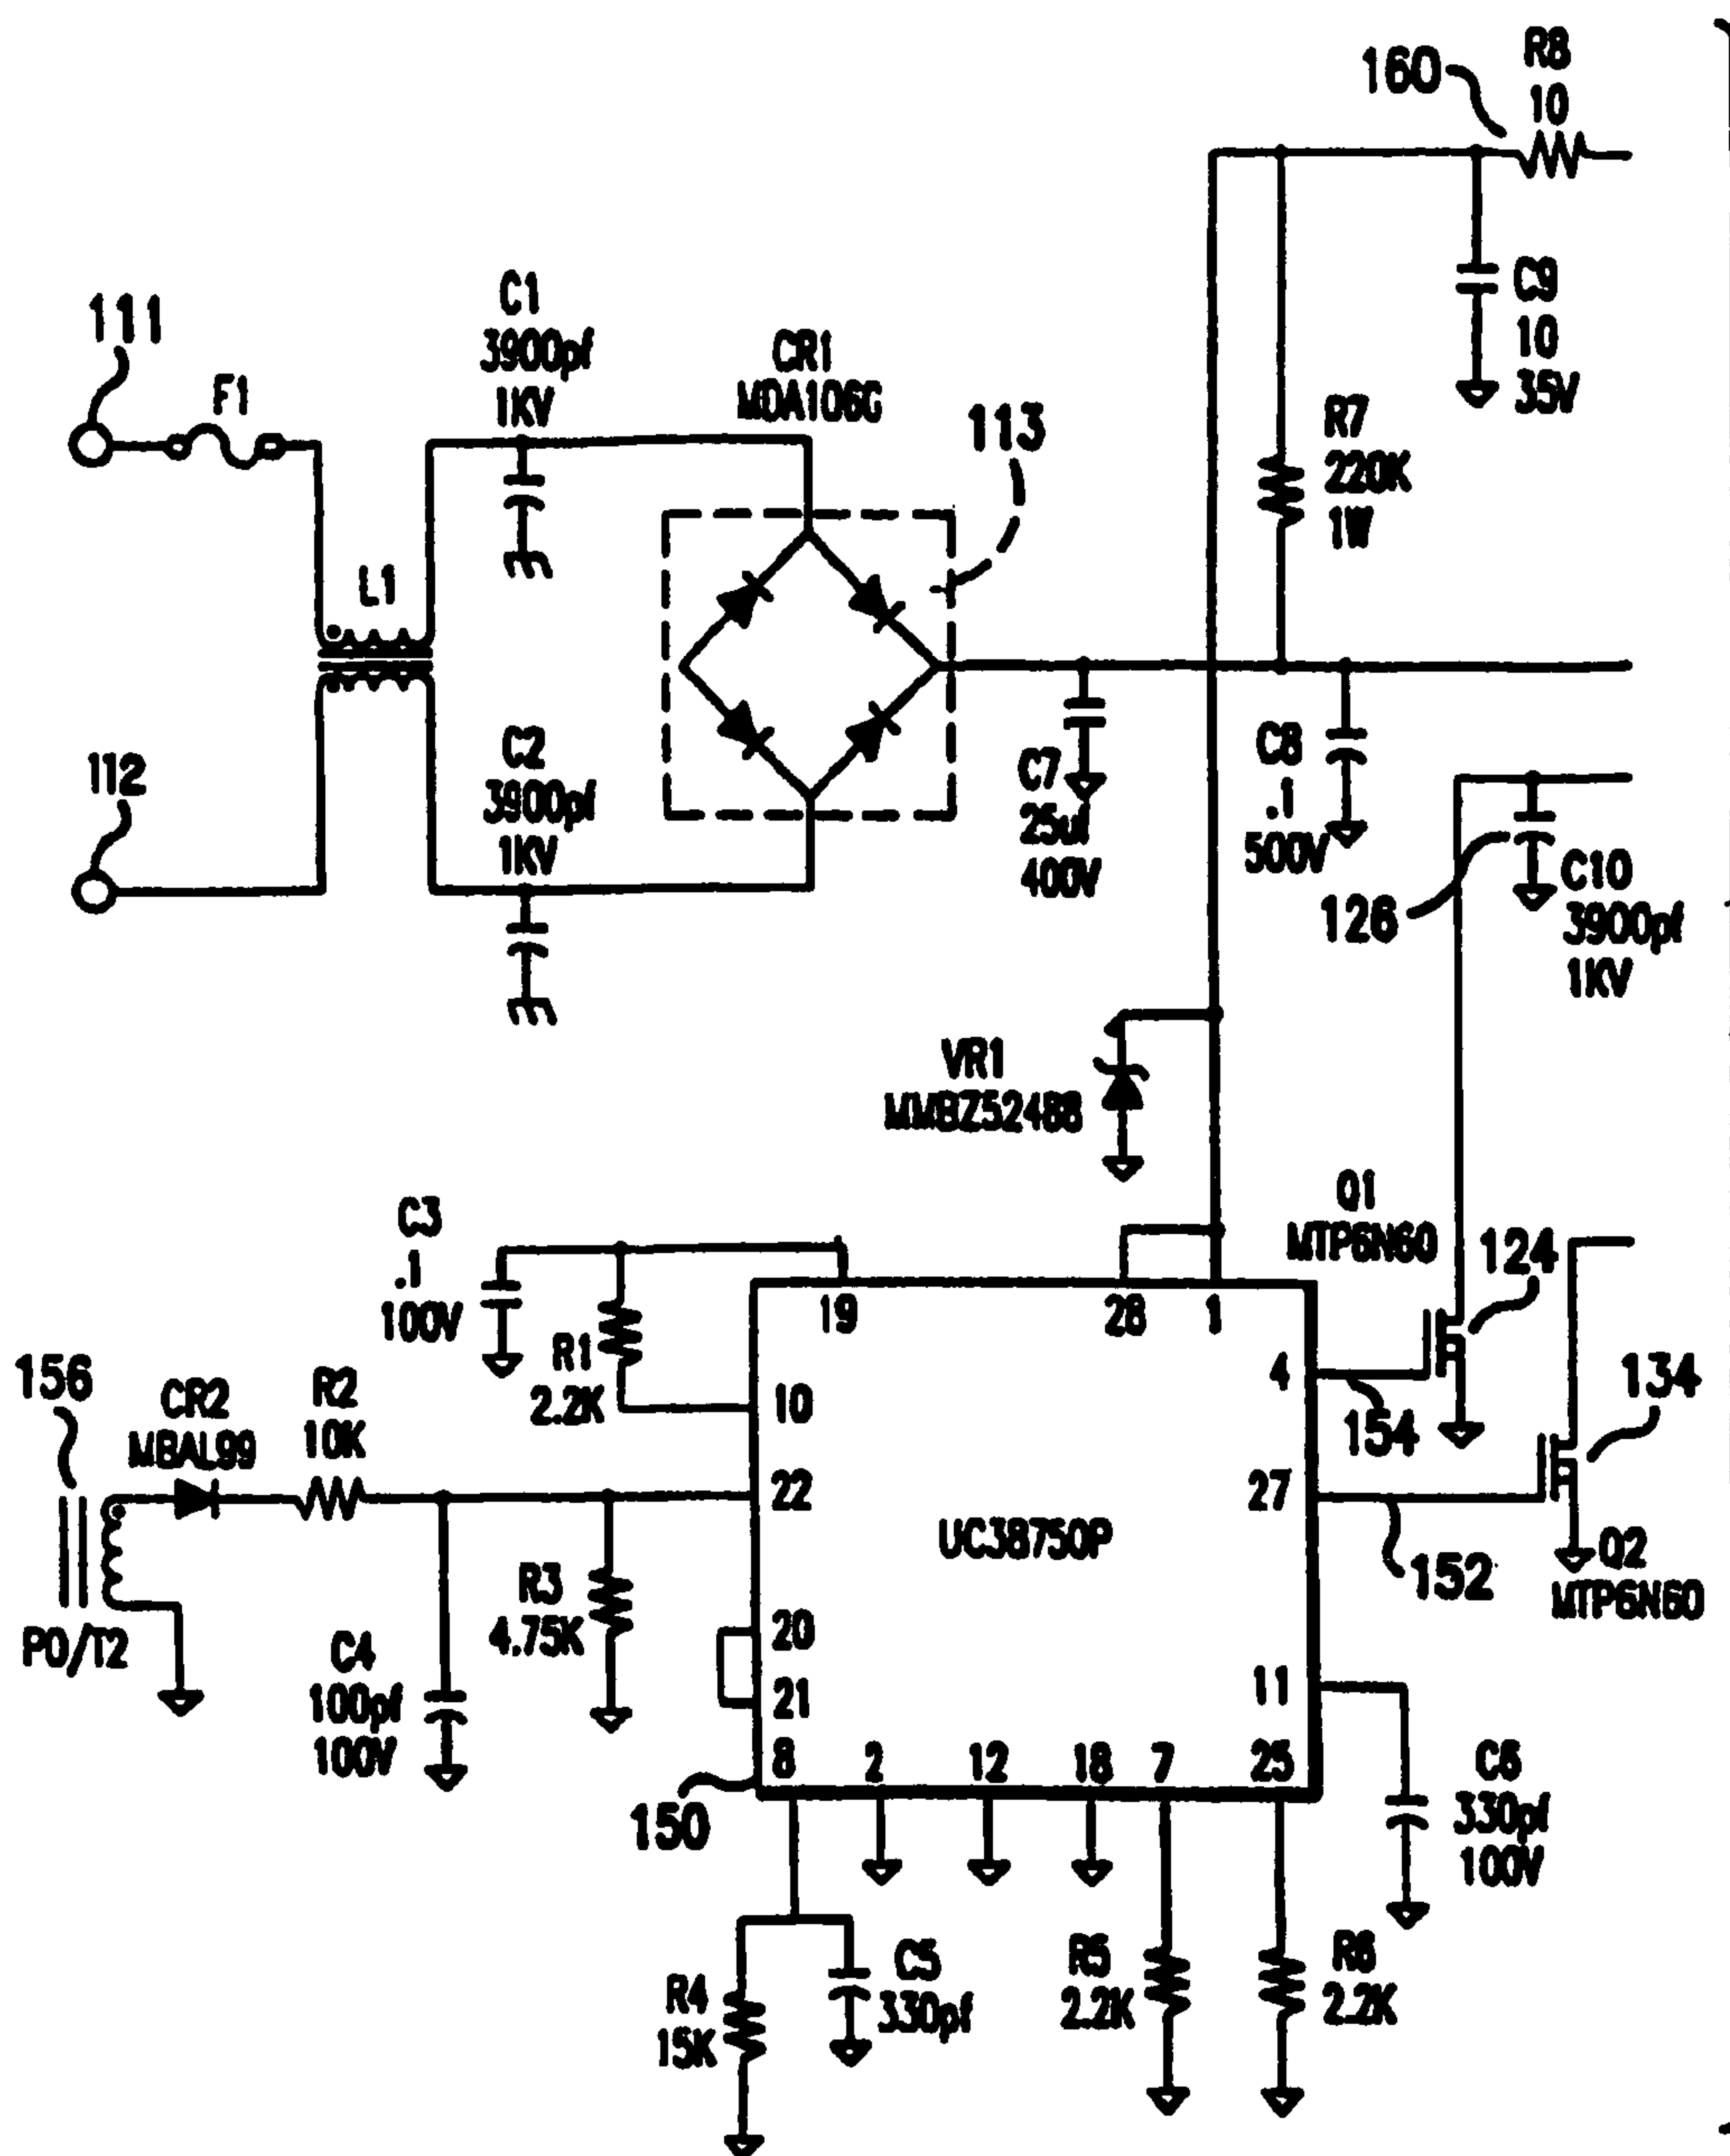 160
R8
10
C9
10
35V
111
F1
C1
3900pf
1KV
CR1
MDA106G
113
R7
220K
1W
L1
112
C2
3900pf
1KV
C7
25uf
400V
C8
.1
500V
126
C10
3900pf
1KV
VR1
MMBZ5248B
Q1
MTP6N60
124
C3
.1
100V
19
28
1
R1
2.2K
10
4
154
134
156
CR2
MBAL99
R2
10K
22
27
UC38750P
152
Q2
MTP6N60
R3
4.75K
PO/T2
C4
100pf
100V
20
21
11
8
2
12
18
7
25
150
C6
330pf
100V
R4
15K
C5
330pf
R5
2.2K
R6
2.2K